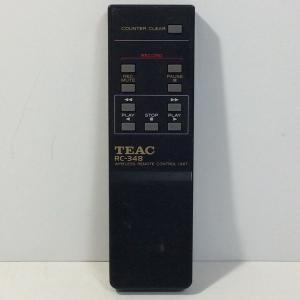 COUNTER CLEAR
RECORD
REC MUTE PAUSE
◀◀ ▶▶
PLAY STOP PLAY
◀ ■ ▶
TEAC
RC-348
WIRELESS REMOTE CONTROL UNIT